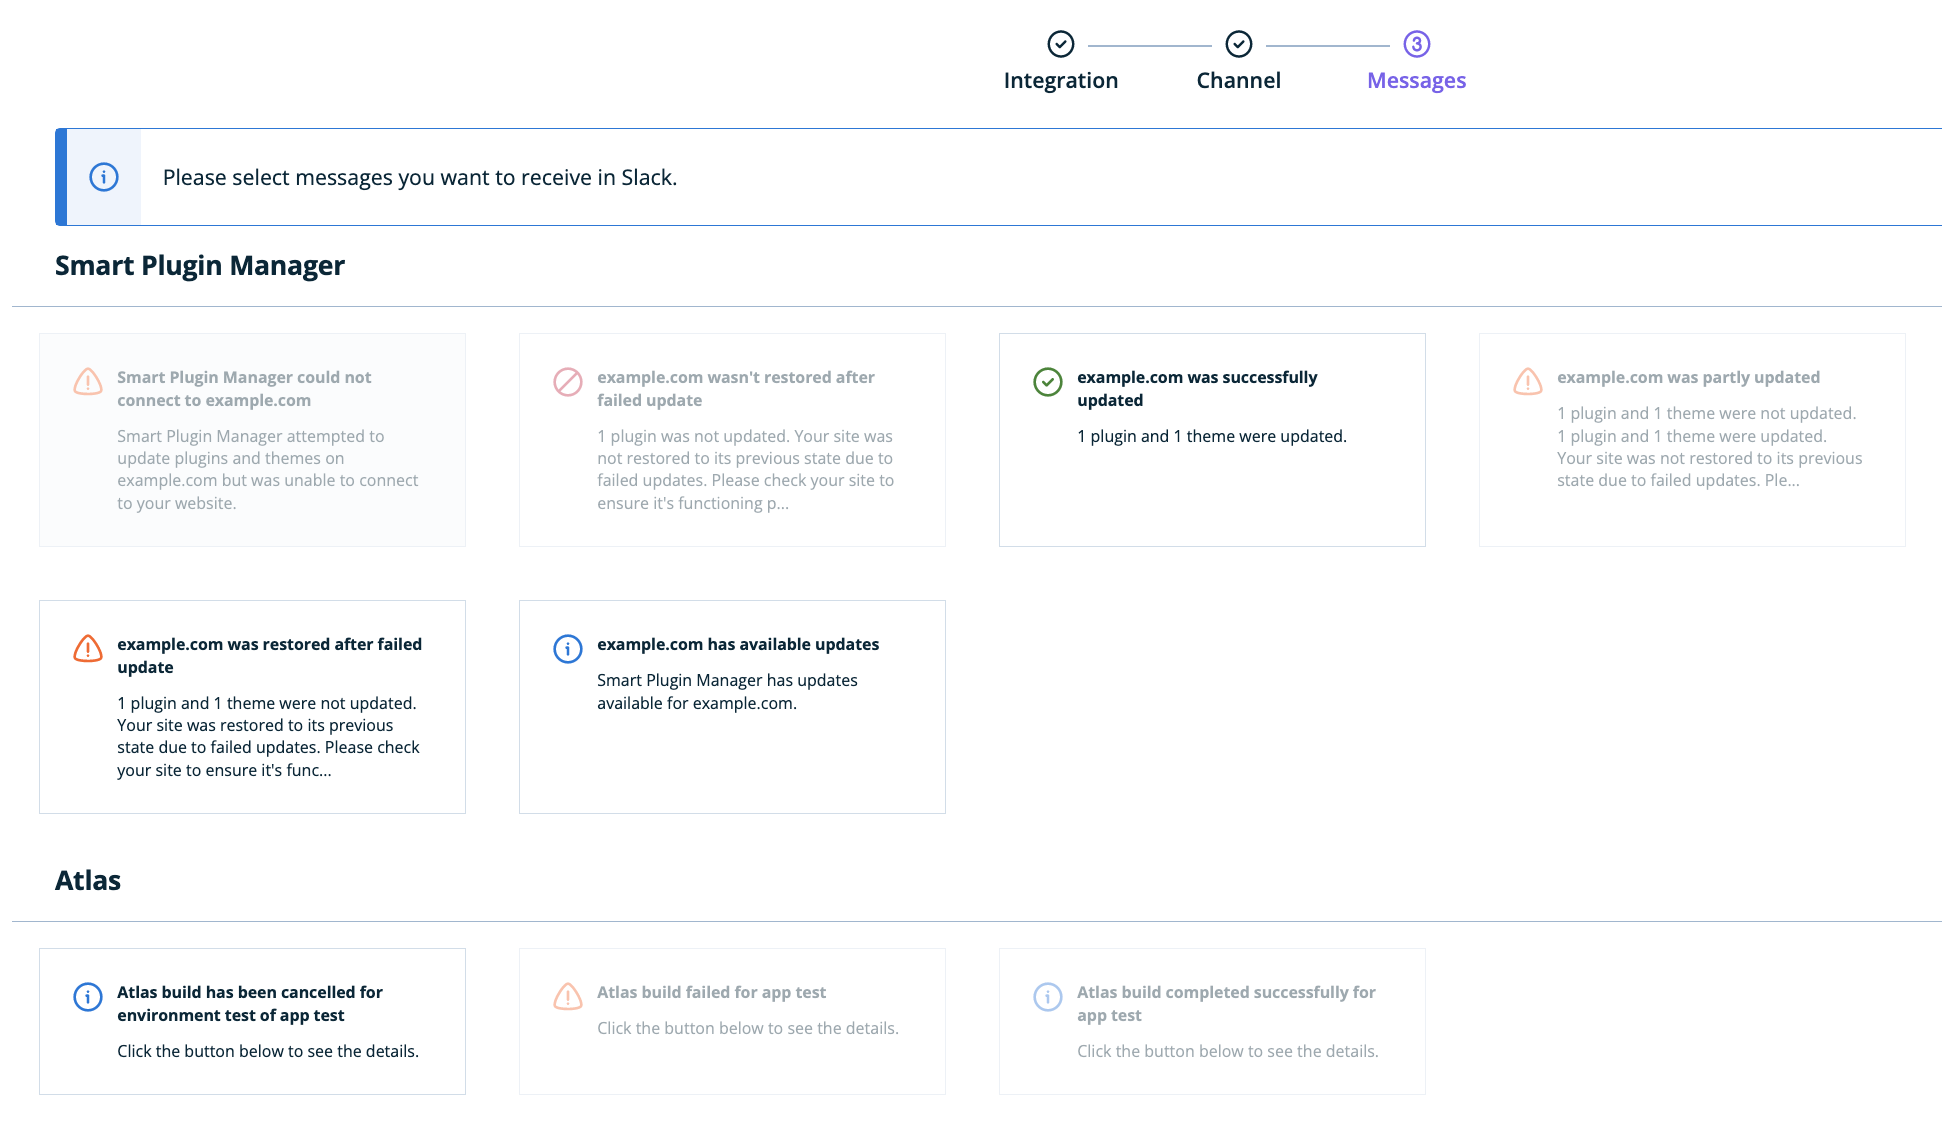 3
Integration
Channel
Messages
Please select messages you want to receive in Slack.
Smart Plugin Manager
Smart Plugin Manager could not
connect to example.com
Smart Plugin Manager attempted to
update plugins and themes on
example.com but was unable to connect
to your website.
example.com wasn't restored after
failed update
1 plugin was not updated. Your site was
not restored to its previous state due to
failed updates. Please check your site to
ensure it's functioning p...
example.com was successfully
updated
1 plugin and 1 theme were updated.
example.com was partly updated
1 plugin and 1 theme were not updated.
1 plugin and 1 theme were updated.
Your site was not restored to its previous
state due to failed updates. Ple...
example.com was restored after failed
update
1 plugin and 1 theme were not updated.
Your site was restored to its previous
state due to failed updates. Please check
your site to ensure it's func...
example.com has available updates
Smart Plugin Manager has updates
available for example.com.
Atlas
Atlas build has been cancelled for
environment test of app test
Click the button below to see the details.
Atlas build failed for app test
Click the button below to see the details.
Atlas build completed successfully for
app test
Click the button below to see the details.